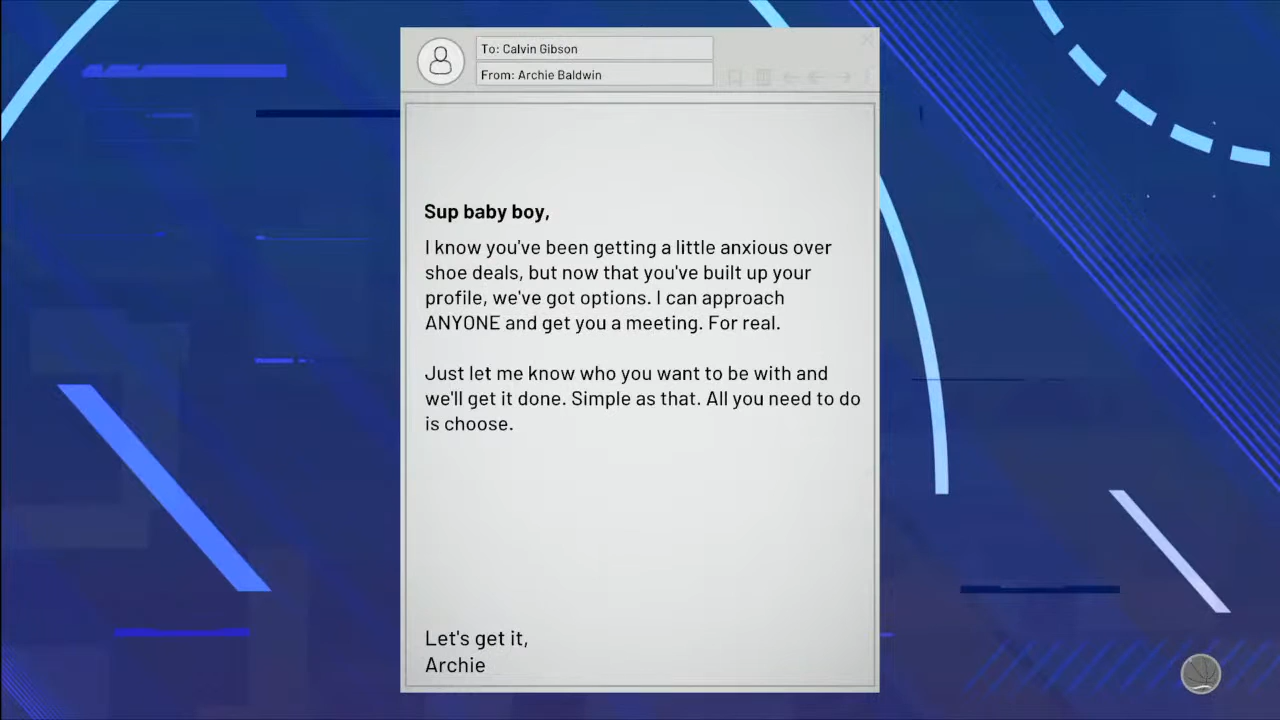 To: Calvin Gibson
From: Archie Baldwin
Sup baby boy,
I know you've been getting a little anxious over
shoe deals, but now that you've built up your
profile, we've got options. I can approach
ANYONE and get you a meeting. For real.
Just let me know who you want to be with and
we'll get it done. Simple as that. All you need to do
is choose.
Let's get it,
Archie